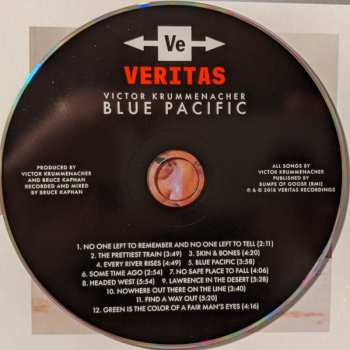 Ve
VERITAS
VICTOR KRUMMENACHER
BLUE PACIFIC
PRODUCED BY
VICTOR KRUMMENACHER
AND BRUCE KAPHAN
RECORDED AND MIXED
BY BRUCE KAPHAN
ALL SONGS BY
VICTOR KRUMMENACHER
PUBLISHED BY
BUMPS OF GOOSE (BMI)
℗ & © 2018 VERITAS RECORDINGS
1. NO ONE LEFT TO REMEMBER AND NO ONE LEFT TO TELL (2:11)
2. THE PRETTIEST TRAIN (3:49) 3. SKIN & BONES (4:20)
4. EVERY RIVER RISES (4:49) 5. BLUE PACIFIC (3:58)
6. SOME TIME AGO (2:54) 7. NO SAFE PLACE TO FALL (4:06)
8. HEADED WEST (5:54) 9. LAWRENCE IN THE DESERT (5:28)
10. NOWHERE OUT THERE ON THE LINE (3:40)
11. FIND A WAY OUT (5:20)
12. GREEN IS THE COLOR OF A FAIR MAN'S EYES (4:16)